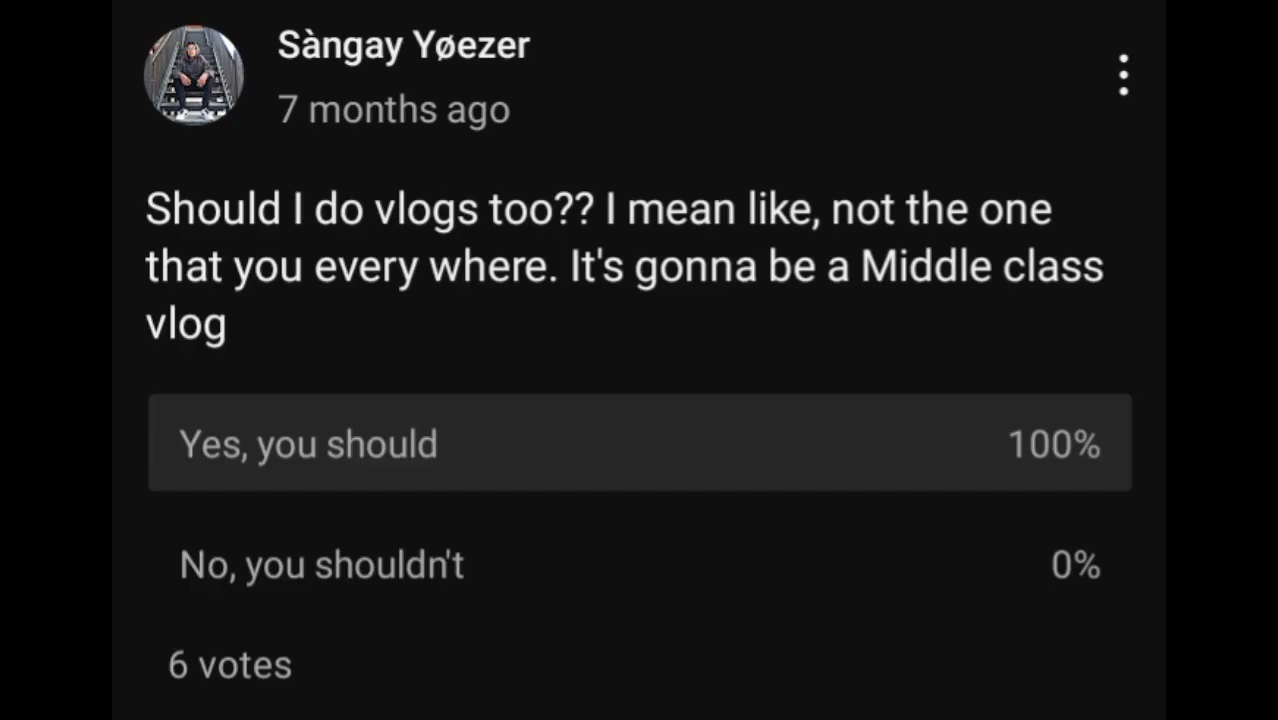 Sàngay Yøezer
7 months ago
Should I do vlogs too?? I mean like, not the one
that you every where. It's gonna be a Middle class
vlog
Yes, you should 100%
No, you shouldn't 0%
6 votes